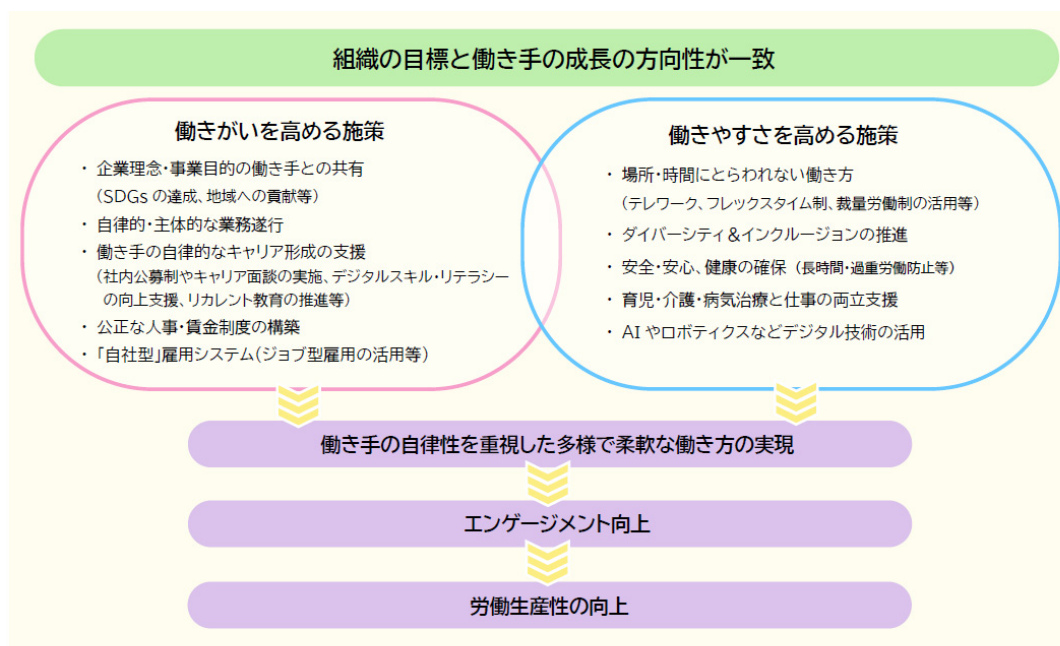 組織の目標と働き手の成長の方向性が一致
働きがいを高める施策
・ 企業理念・事業目的の働き手との共有
(SDGs の達成、地域への貢献等)
・ 自律的・主体的な業務遂行
・ 働き手の自律的なキャリア形成の支援
(社内公募制やキャリア面談の実施、デジタルスキル・リテラシー
の向上支援、リカレント教育の推進等)
・ 公正な人事・賃金制度の構築
・ 「自社型」雇用システム(ジョブ型雇用の活用等)
働きやすさを高める施策
・ 場所・時間にとらわれない働き方
(テレワーク、フレックスタイム制、裁量労働制の活用等)
・ ダイバーシティ&インクルージョンの推進
・ 安全・安心、健康の確保 (長時間・過重労働防止等)
・ 育児・介護・病気治療と仕事の両立支援
・ AI やロボティクスなどデジタル技術の活用
働き手の自律性を重視した多様で柔軟な働き方の実現
エンゲージメント向上
労働生産性の向上